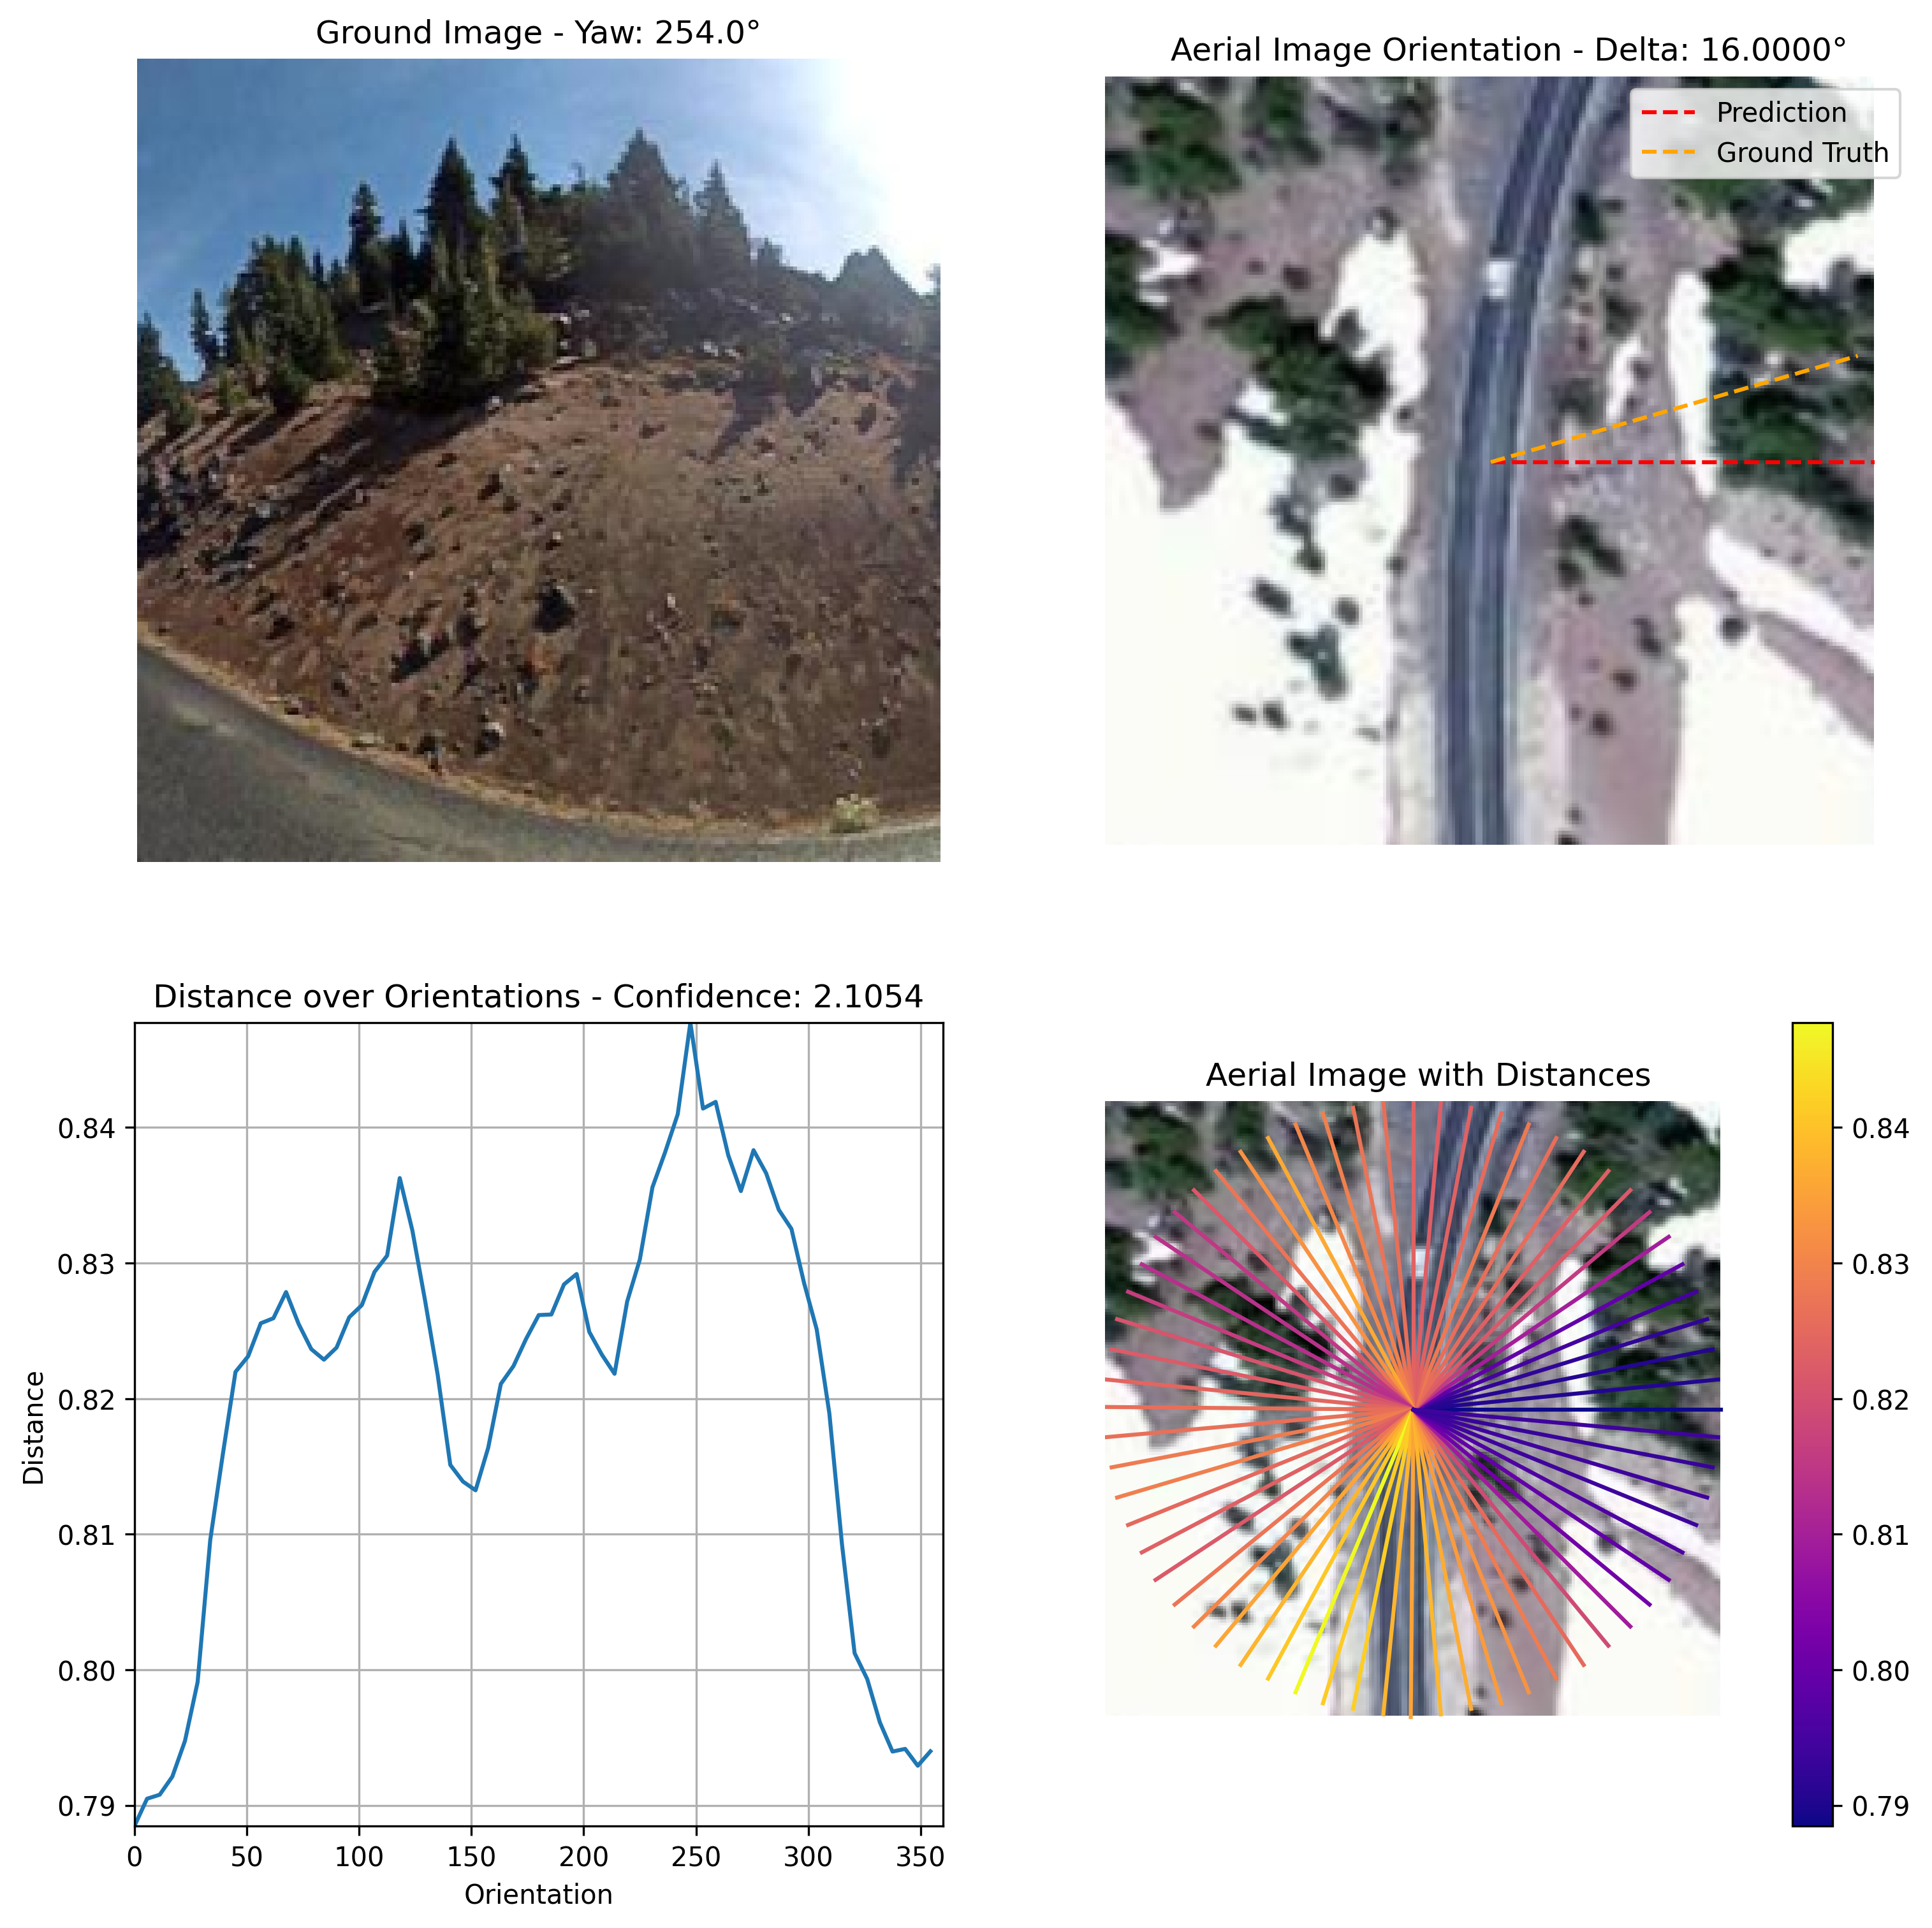 Ground Image - Yaw: 254.0°
Aerial Image Orientation - Delta: 16.0000°
Prediction
Ground Truth
Distance over Orientations - Confidence: 2.1054
Distance
0.84
0.83
0.82
0.81
0.80
0.79
0 50 100 150 200 250 300 350
Orientation
Aerial Image with Distances
0.84
0.83
0.82
0.81
0.80
0.79